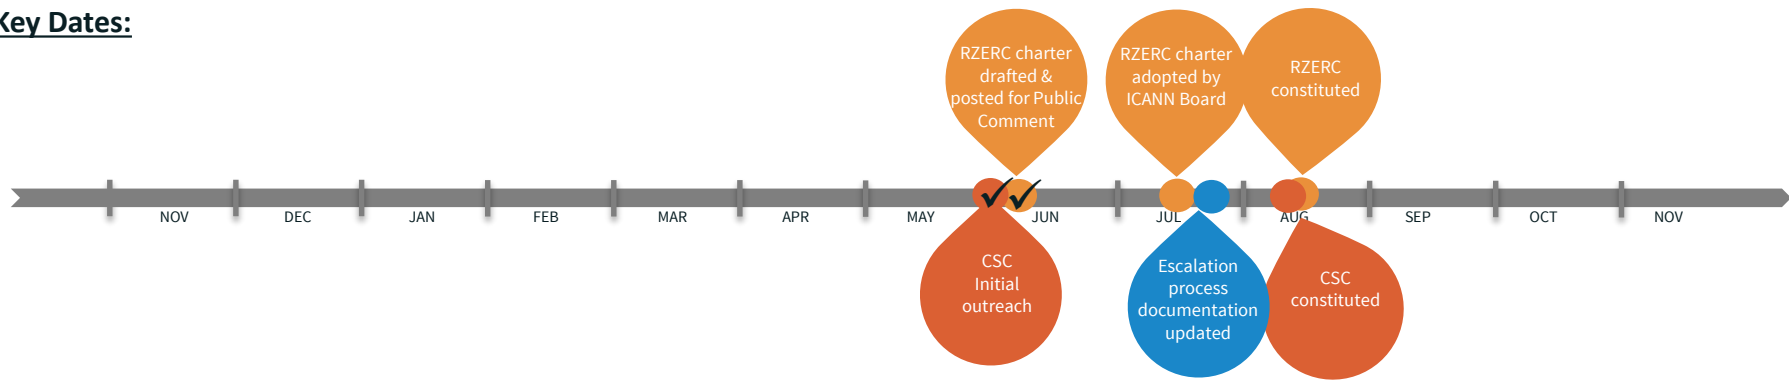 Key Dates:
RZERC charter
drafted &
posted for Public
Comment
RZERC charter
adopted by
ICANN Board
RZERC
constituted
NOV
DEC
JAN
FEB
MAR
APR
MAY
JUN
JUL
AUG
SEP
OCT
NOV
CSC
Initial
outreach
Escalation
process
documentation
updated
CSC
constituted